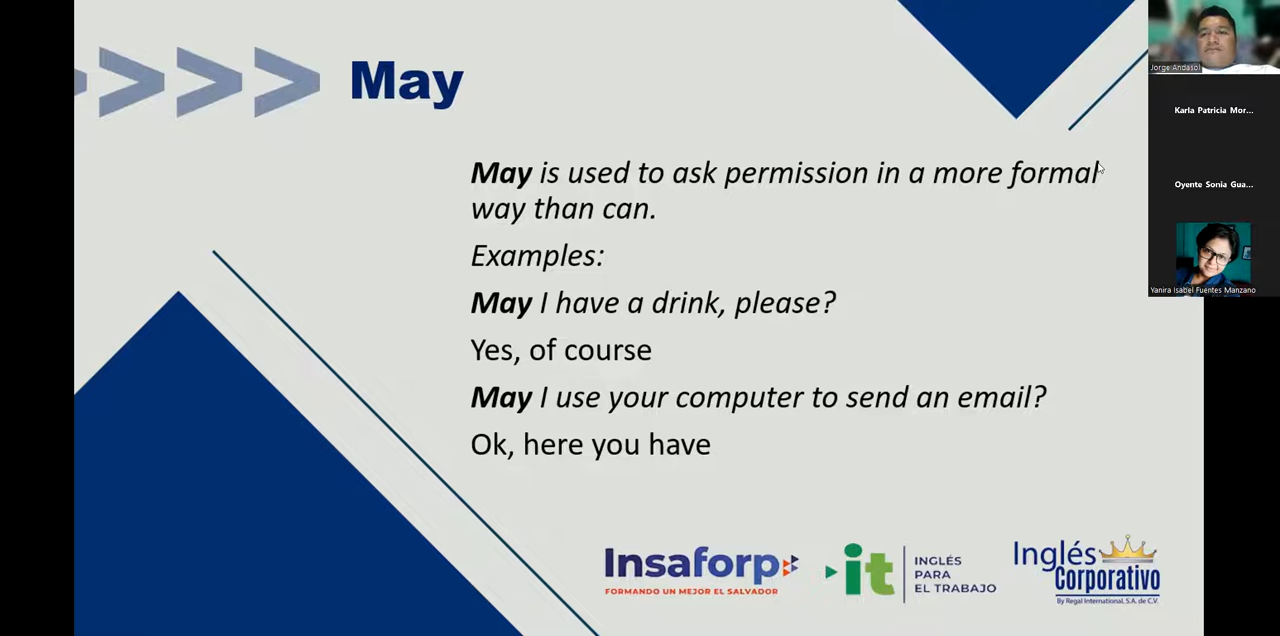 May
May is used to ask permission in a more formal
way than can.
Examples:
May I have a drink, please?
Yes, of course
May I use your computer to send an email?
Ok, here you have
Insaforp
FORMANDO UN MEJOR EL SALVADOR
it
INGLÉS
PARA
EL TRABAJO
Inglés
Corporativo
By Regal International, S.A. de C.V.
Jorge Andasol
Karla Patricia Mor...
Oyente Sonia Gua...
Yanira Isabel Fuentes Manzano